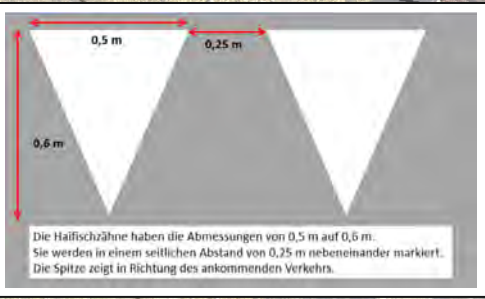 0,5 m
0,25 m
0,6 m
Die Haifischzähne haben die Abmessungen von 0,5 m auf 0,6 m.
Sie werden in einem seitlichen Abstand von 0,25 m nebeneinander markiert.
Die Spitze zeigt in Richtung des ankommenden Verkehrs.